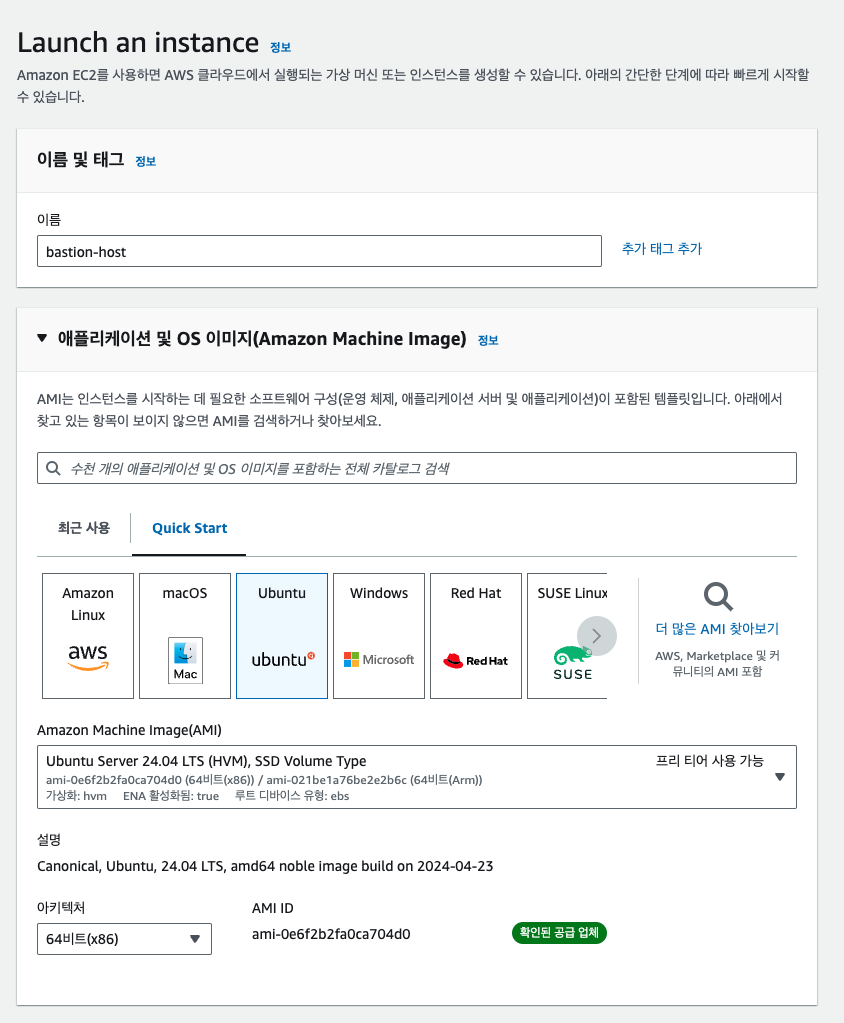 Launch an instance 정보
Amazon EC2를 사용하면 AWS 클라우드에서 실행되는 가상 머신 또는 인스턴스를 생성할 수 있습니다. 아래의 간단한 단계에 따라 빠르게 시작할
수 있습니다.
이름 및 태그 정보
이름
bastion-host
추가 태그 추가
▼ 애플리케이션 및 OS 이미지(Amazon Machine Image) 정보
AMI는 인스턴스를 시작하는 데 필요한 소프트웨어 구성(운영 체제, 애플리케이션 서버 및 애플리케이션)이 포함된 템플릿입니다. 아래에서
찾고 있는 항목이 보이지 않으면 AMI를 검색하거나 찾아보세요.
수천 개의 애플리케이션 및 OS 이미지를 포함하는 전체 카탈로그 검색
최근 사용
Quick Start
Amazon
Linux
aws
macOS
Mac
Ubuntu
ubuntu
Windows
Microsoft
Red Hat
Red Hat
SUSE Linux
SUSE
더 많은 AMI 찾아보기
AWS, Marketplace 및 커
뮤니티의 AMI 포함
Amazon Machine Image(AMI)
Ubuntu Server 24.04 LTS (HVM), SSD Volume Type
프리 티어 사용 가능
ami-0e6f2b2fa0ca704d0 (64비트(x86)) / ami-021be1a76be2e2b6c (64비트(Arm))
가상화: hvm ENA 활성화됨: true 루트 디바이스 유형: ebs
설명
Canonical, Ubuntu, 24.04 LTS, amd64 noble image build on 2024-04-23
아키텍처
64비트(x86)
AMI ID
ami-0e6f2b2fa0ca704d0
확인된 공급 업체